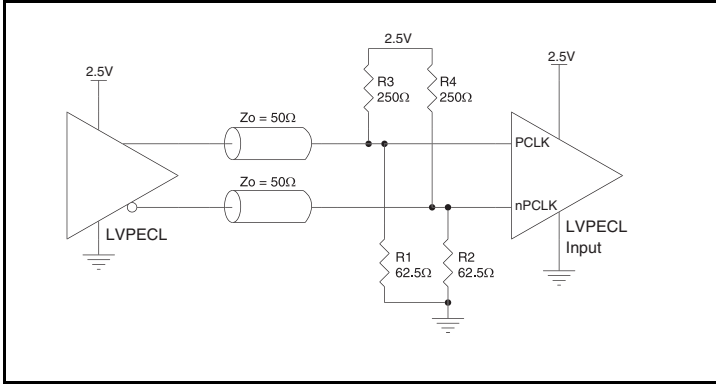 2.5V
2.5V
2.5V
R3
250Ω
R4
250Ω
Zo = 50Ω
PCLK
Zo = 50Ω
nPCLK
LVPECL
LVPECL
Input
R1
62.5Ω
R2
62.5Ω